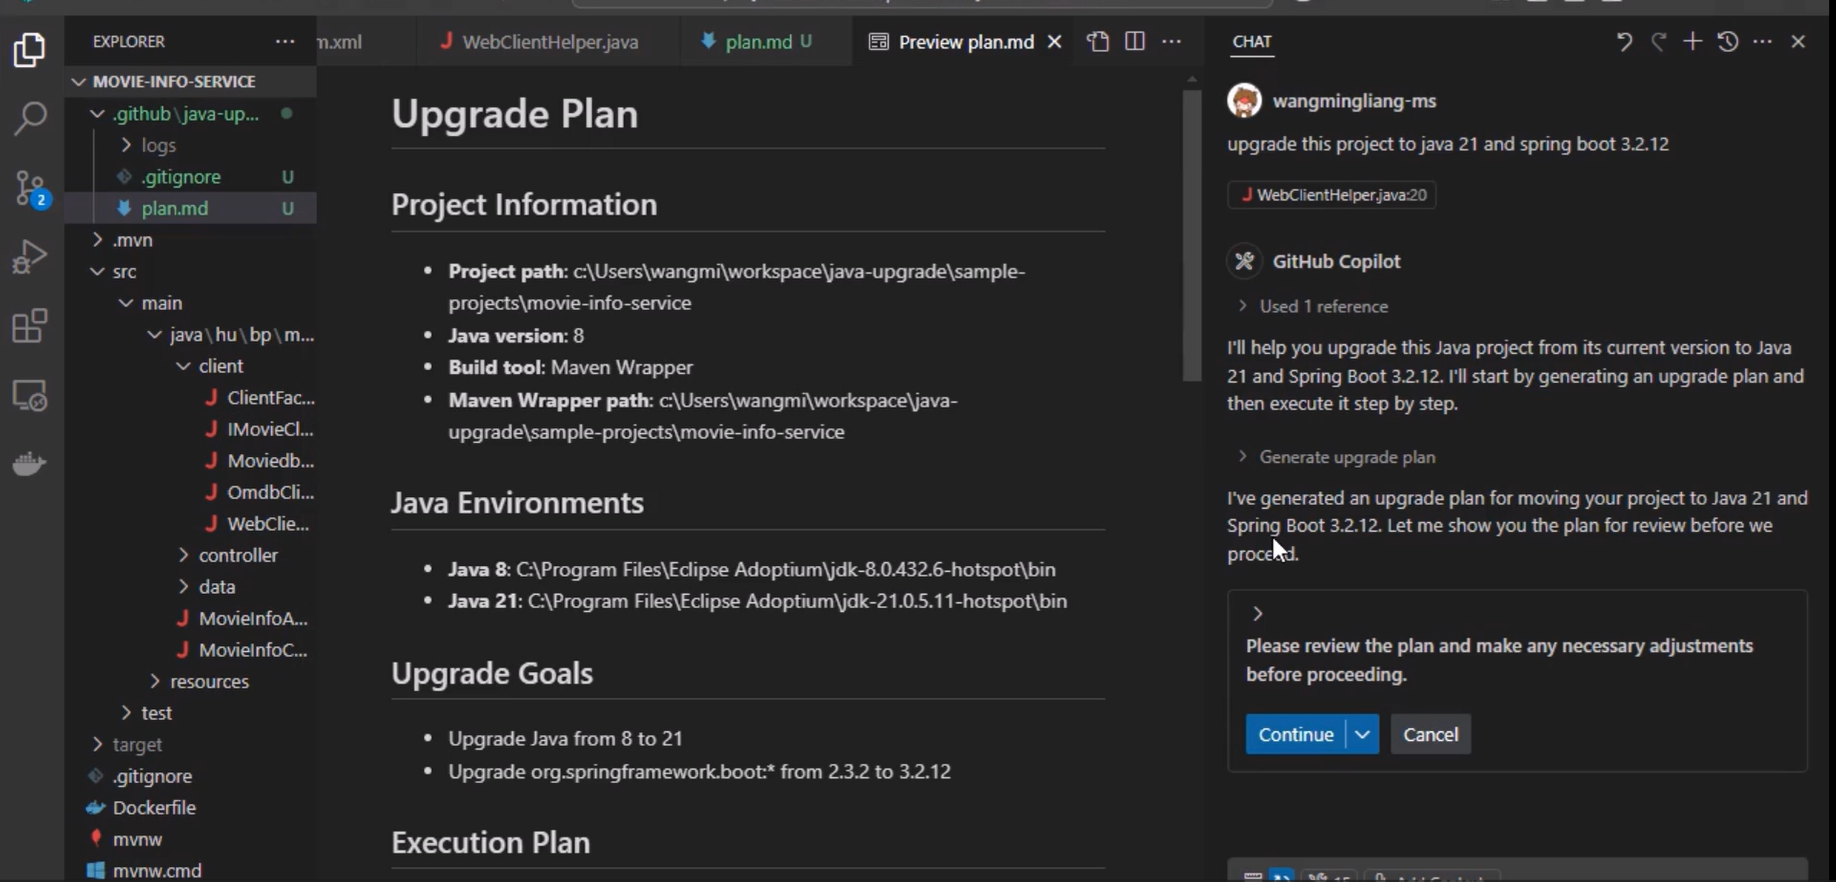 EXPLORER
m.xml
WebClientHelper.java
plan.md U
Preview plan.md
CHAT
MOVIE-INFO-SERVICE
.github\java-up...
logs
.gitignore U
plan.md U
.mvn
src
main
java\hu\bp\m...
client
ClientFac...
IMovieCl...
Moviedb...
OmdbCli...
WebClie...
controller
data
MovieInfoA...
MovieInfoC...
resources
test
target
.gitignore
Dockerfile
mvnw
mvnw.cmd
2
Upgrade Plan
Project Information
Project path: c:\Users\wangmi\workspace\java-upgrade\sample-
projects\movie-info-service
Java version: 8
Build tool: Maven Wrapper
Maven Wrapper path: c:\Users\wangmi\workspace\java-
upgrade\sample-projects\movie-info-service
Java Environments
Java 8: C:\Program Files\Eclipse Adoptium\jdk-8.0.432.6-hotspot\bin
Java 21: C:\Program Files\Eclipse Adoptium\jdk-21.0.5.11-hotspot\bin
Upgrade Goals
Upgrade Java from 8 to 21
Upgrade org.springframework.boot:* from 2.3.2 to 3.2.12
Execution Plan
wangmingliang-ms
upgrade this project to java 21 and spring boot 3.2.12
WebClientHelper.java:20
GitHub Copilot
Used 1 reference
I'll help you upgrade this Java project from its current version to Java
21 and Spring Boot 3.2.12. I'll start by generating an upgrade plan and
then execute it step by step.
Generate upgrade plan
I've generated an upgrade plan for moving your project to Java 21 and
Spring Boot 3.2.12. Let me show you the plan for review before we
proceed.
Please review the plan and make any necessary adjustments
before proceeding.
Continue
Cancel